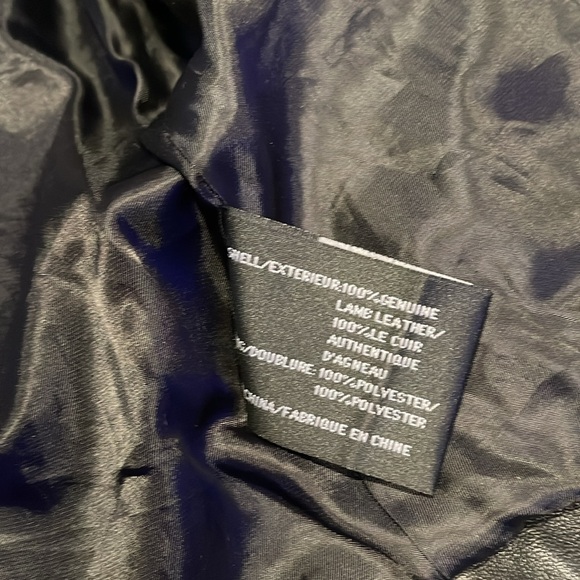 SHELL/EXTERIEUR:100%GENUINE
LAMB LEATHER/
100%LE CUIR
AUTHENTIQUE
D'AGNEAU
G/DOUBLURE:100%POLYESTER/
100%POLYESTER
CHINA/FABRIQUE EN CHINE